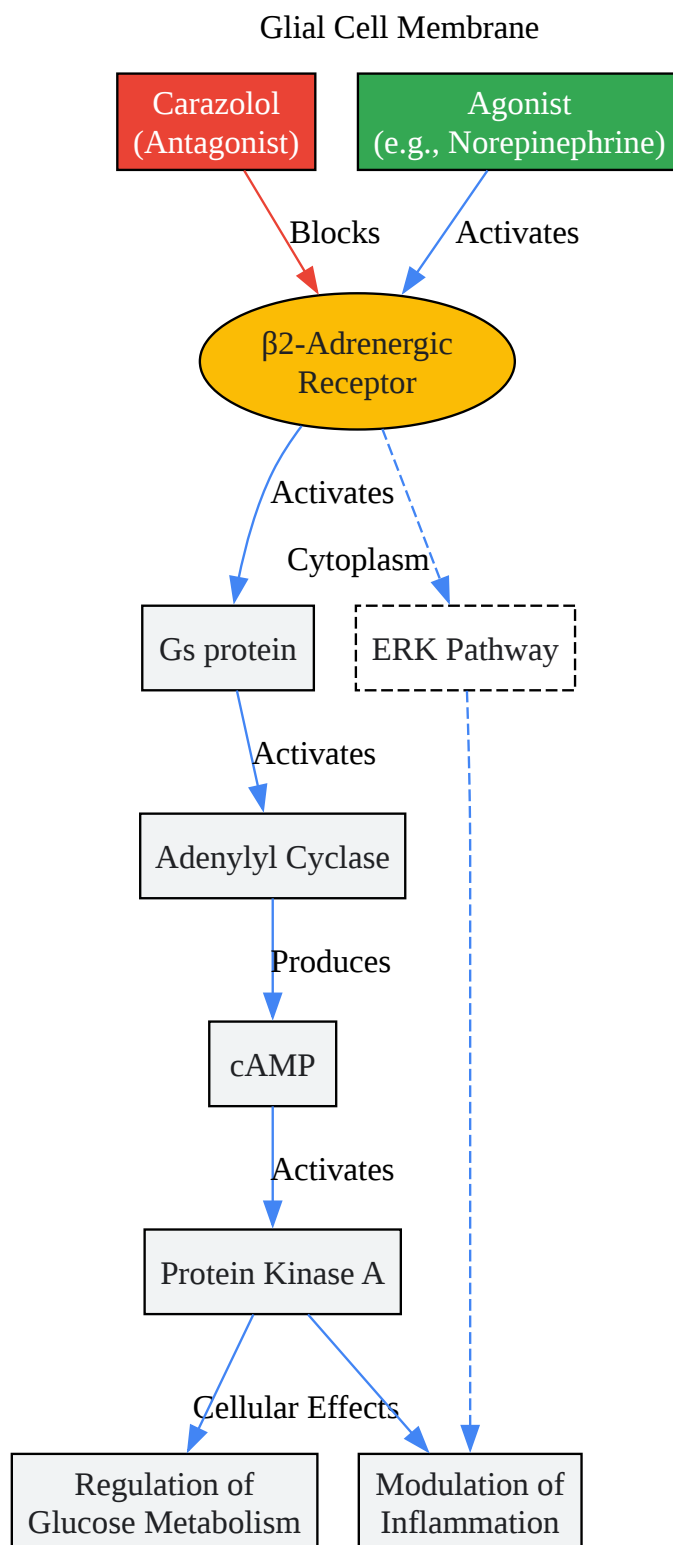 Glial Cell Membrane
Carazolol
(Antagonist)
Agonist
(e.g., Norepinephrine)
Blocks
Activates
β2-Adrenergic
Receptor
Activates
Cytoplasm
Gs protein
ERK Pathway
Activates
Adenylyl Cyclase
Produces
cAMP
Activates
Protein Kinase A
Cellular Effects
Regulation of
Glucose Metabolism
Modulation of
Inflammation